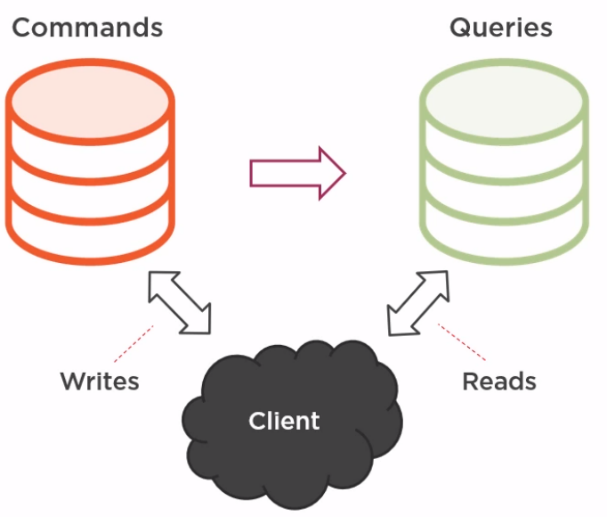 Commands
Queries
Writes
Reads
Client